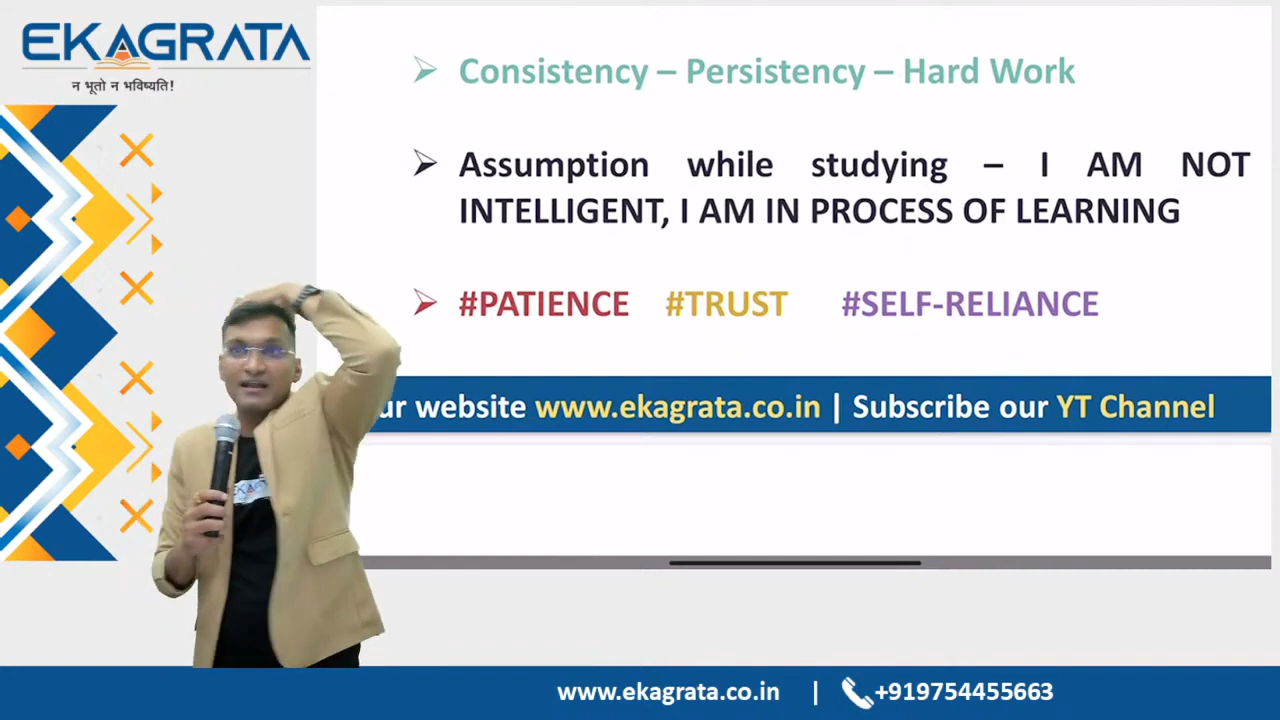 EKAGRATA
न भूतो न भविष्यति!
Consistency – Persistency – Hard Work
Assumption while studying – I AM NOT
INTELLIGENT, I AM IN PROCESS OF LEARNING
#PATIENCE #TRUST #SELF-RELIANCE
website www.ekagrata.co.in | Subscribe our YT Channel
www.ekagrata.co.in | +919754455663